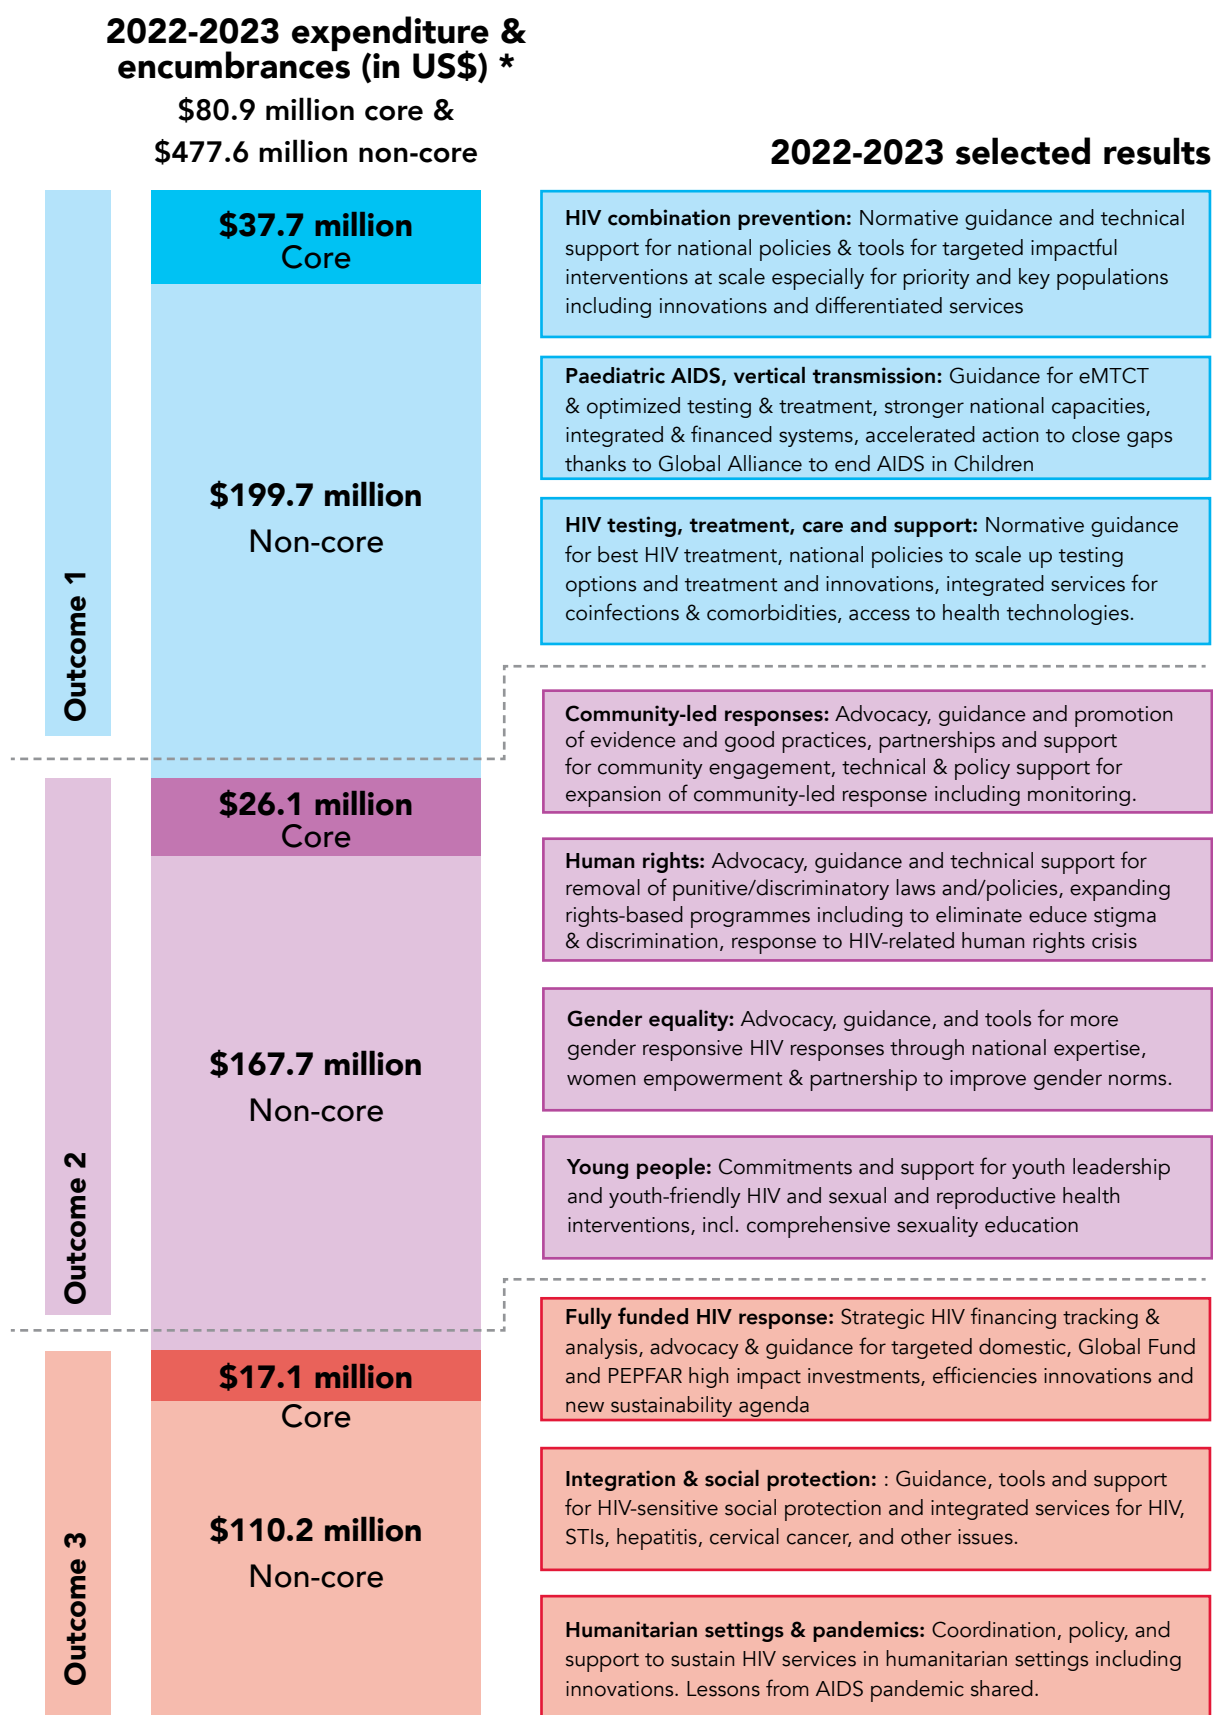 2022-2023 expenditure &
encumbrances (in US$) *
$80.9 million core &
$477.6 million non-core
2022-2023 selected results
Outcome 1
$37.7 million
Core
$199.7 million
Non-core
HIV combination prevention: Normative guidance and technical
support for national policies & tools for targeted impactful
interventions at scale especially for priority and key populations
including innovations and differentiated services
Paediatric AIDS, vertical transmission: Guidance for eMTCT
& optimized testing & treatment, stronger national capacities,
integrated & financed systems, accelerated action to close gaps
thanks to Global Alliance to end AIDS in Children
HIV testing, treatment, care and support: Normative guidance
for best HIV treatment, national policies to scale up testing
options and treatment and innovations, integrated services for
coinfections & comorbidities, access to health technologies.
Outcome 2
$26.1 million
Core
$167.7 million
Non-core
Community-led responses: Advocacy, guidance and promotion
of evidence and good practices, partnerships and support
for community engagement, technical & policy support for
expansion of community-led response including monitoring.
Human rights: Advocacy, guidance and technical support for
removal of punitive/discriminatory laws and/policies, expanding
rights-based programmes including to eliminate educe stigma
& discrimination, response to HIV-related human rights crisis
Gender equality: Advocacy, guidance, and tools for more
gender responsive HIV responses through national expertise,
women empowerment & partnership to improve gender norms.
Young people: Commitments and support for youth leadership
and youth-friendly HIV and sexual and reproductive health
interventions, incl. comprehensive sexuality education
Outcome 3
$17.1 million
Core
$110.2 million
Non-core
Fully funded HIV response: Strategic HIV financing tracking &
analysis, advocacy & guidance for targeted domestic, Global Fund
and PEPFAR high impact investments, efficiencies innovations and
new sustainability agenda
Integration & social protection: : Guidance, tools and support
for HIV-sensitive social protection and integrated services for HIV,
STIs, hepatitis, cervical cancer, and other issues.
Humanitarian settings & pandemics: Coordination, policy, and
support to sustain HIV services in humanitarian settings including
innovations. Lessons from AIDS pandemic shared.